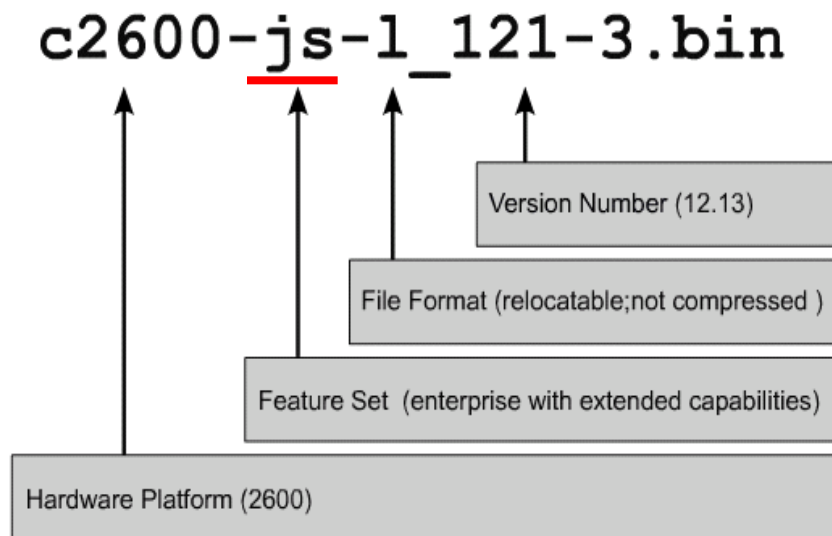 c2600-js-l_121-3.bin
Version Number (12.13)
File Format (relocatable;not compressed )
Feature Set (enterprise with extended capabilities)
Hardware Platform (2600)